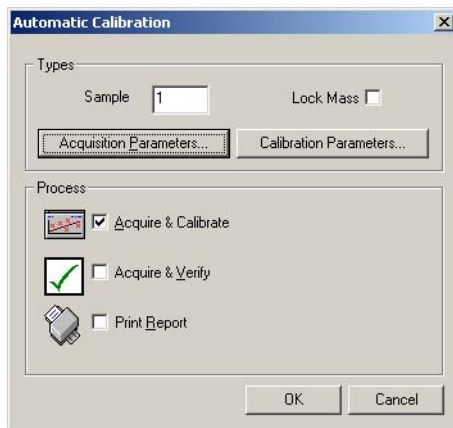 Automatic Calibration
Types
Sample 1 Lock Mass
Acquisition Parameters... Calibration Parameters...
Process
Acquire & Calibrate
Acquire & Verify
Print Report
OK Cancel